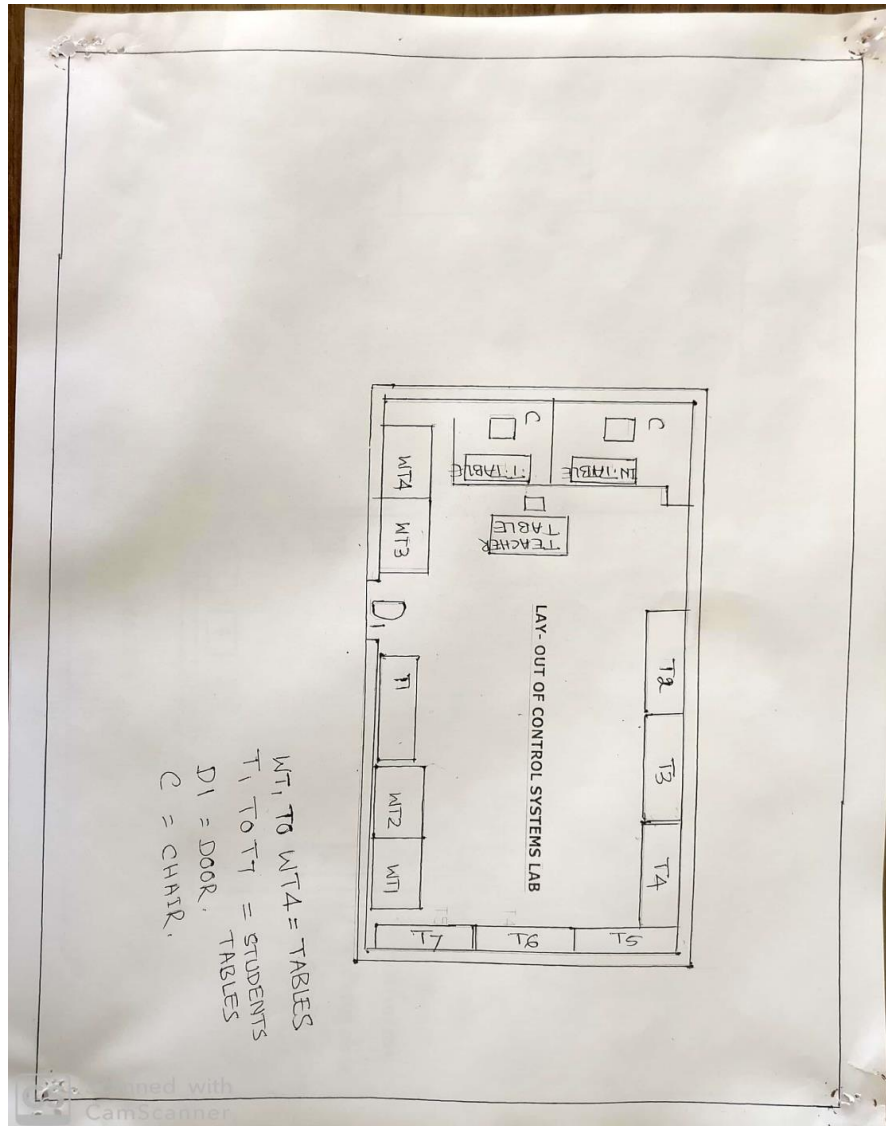 LAY- OUT OF CONTROL SYSTEMS LAB
C
IN.TABLE
C
T.TABLE
TEACHER
TABLE
T2
T3
T4
T5
T6
T7
WT4
WT3
D1
T1
WT2
WT1
WT1 TO WT4 = TABLES
T1 TO T7 = STUDENTS
TABLES
D1 = DOOR.
C = CHAIR.
CamScanner